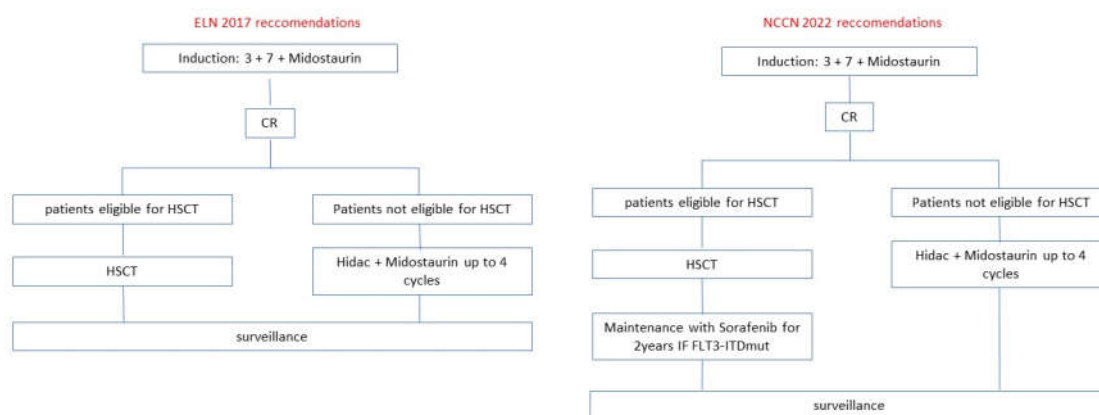 ELN 2017 reccomendations
Induction: 3 + 7 + Midostaurin
CR
patients eligible for HSCT
Patients not eligible for HSCT
HSCT
Hidac + Midostaurin up to 4
cycles
surveillance
NCCN 2022 reccomendations
Induction: 3 + 7 + Midostaurin
CR
patients eligible for HSCT
Patients not eligible for HSCT
HSCT
Hidac + Midostaurin up to 4
cycles
Maintenance with Sorafenib for
2years IF FLT3-ITDmut
surveillance